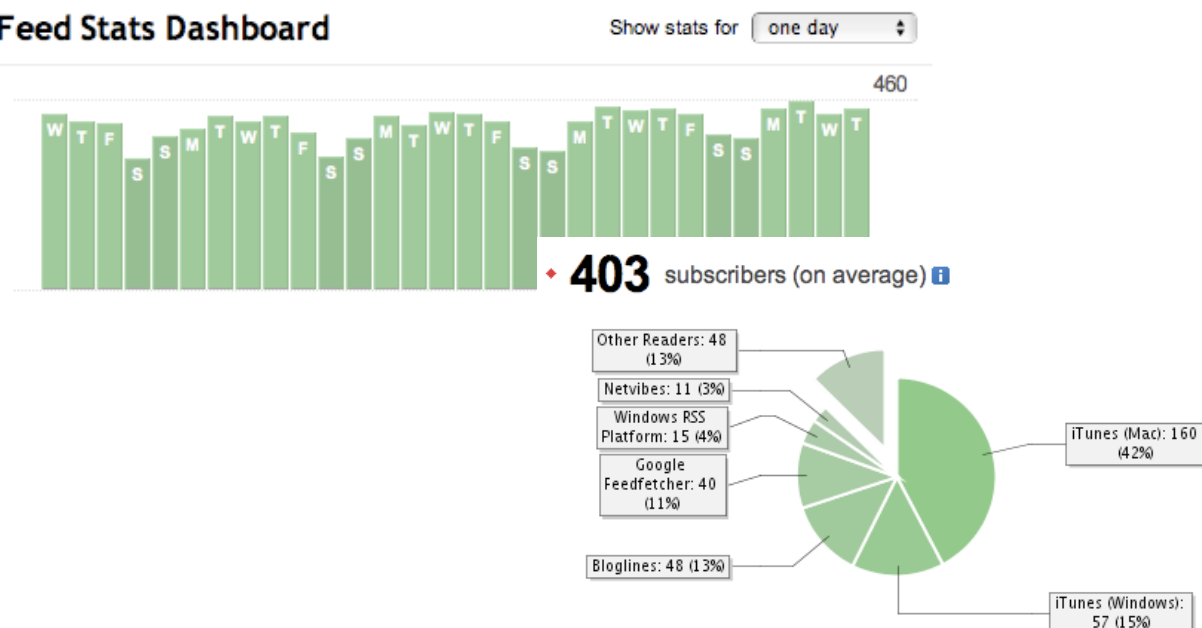 Feed Stats Dashboard
Show stats for one day
460
W T F S S M T W T F S S M T W T F S S M T W T F S S M T W T
403 subscribers (on average)
Other Readers: 48
(13%)
Netvibes: 11 (3%)
Windows RSS
Platform: 15 (4%)
Google
Feedfetcher: 40
(11%)
Bloglines: 48 (13%)
iTunes (Mac): 160
(42%)
iTunes (Windows):
57 (15%)